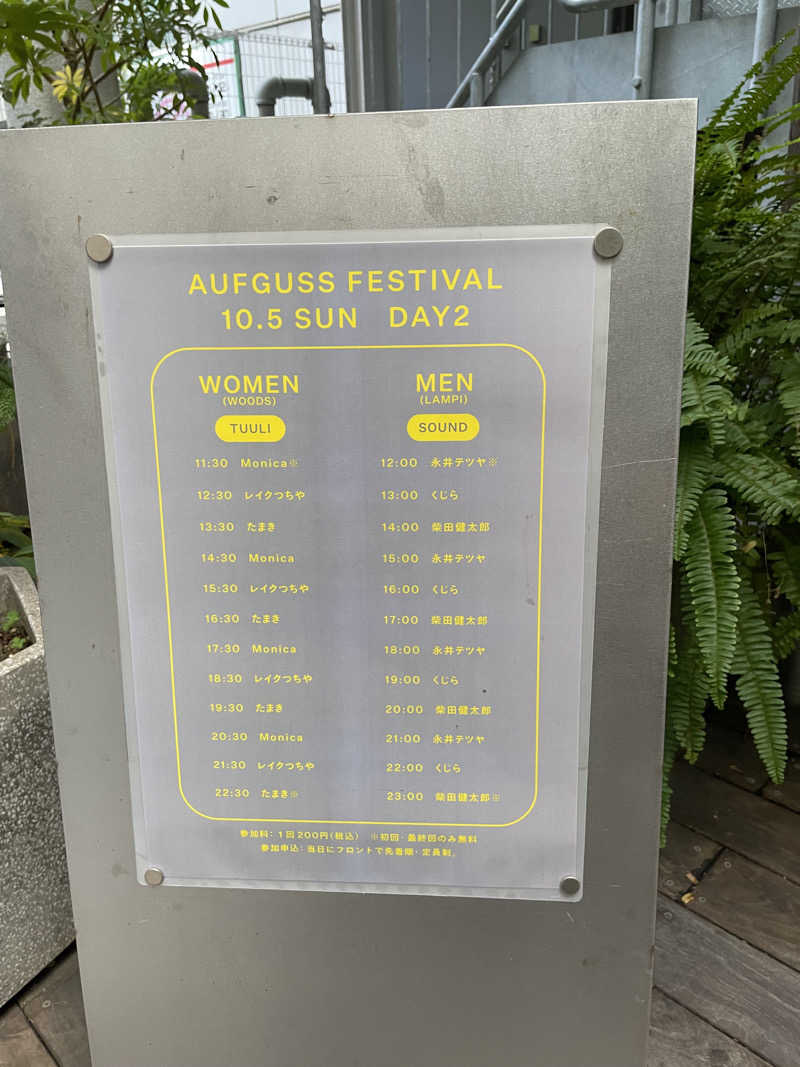 AUFGUSS FESTIVAL
10.5 SUN DAY2
WOMEN
(WOODS)
TUULI
11:30 Monica※
12:30 レイクつちや
13:30 たまき
14:30 Monica
15:30 レイクつちや
16:30 たまき
17:30 Monica
18:30 レイクつちや
19:30 たまき
20:30 Monica
21:30 レイクつちや
22:30 たまき※
MEN
(LAMPI)
SOUND
12:00 永井テツヤ※
13:00 くじら
14:00 柴田健太郎
15:00 永井テツヤ
16:00 くじら
17:00 柴田健太郎
18:00 永井テツヤ
19:00 くじら
20:00 柴田健太郎
21:00 永井テツヤ
22:00 くじら
23:00 柴田健太郎※
参加料：1回200円(税込) ※初回・最終回のみ無料
参加申込：当日にフロントで先着順・定員制。